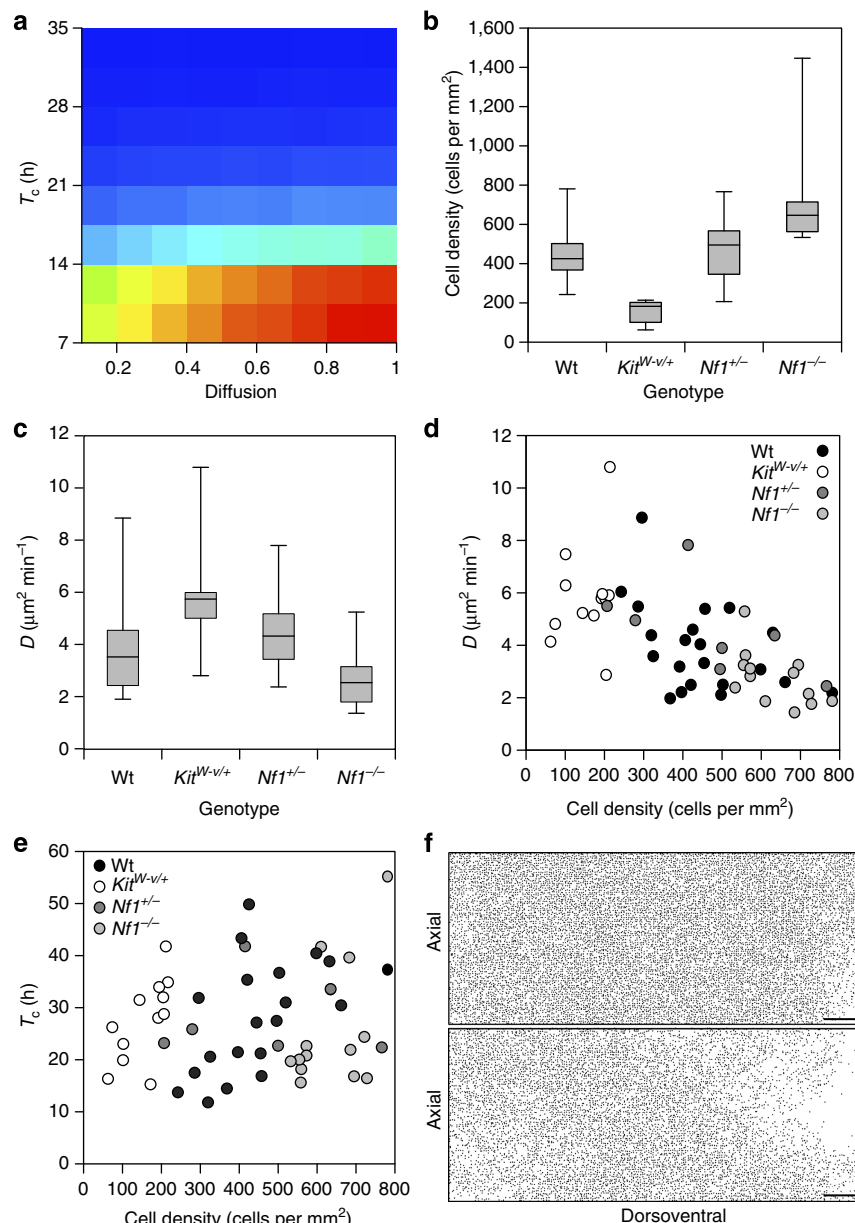 a
35
28
21
14
7
T_c (h)
0.2 0.4 0.6 0.8 1
Diffusion
b
1,600
1,400
1,200
1,000
800
600
400
200
0
Cell density (cells per mm²)
Wt Kit^W-v/+ Nf1^+/– Nf1^–/–
Genotype
c
12
10
8
6
4
2
0
D (µm² min⁻¹)
Wt Kit^W-v/+ Nf1^+/– Nf1^–/–
Genotype
d
12
10
8
6
4
2
0
D (µm² min⁻¹)
Wt
Kit^W-v/+
Nf1^+/–
Nf1^–/–
0 100 200 300 400 500 600 700 800
Cell density (cells per mm²)
e
60
50
40
30
20
10
0
T_c (h)
Wt
Kit^W-v/+
Nf1^+/–
Nf1^–/–
0 100 200 300 400 500 600 700 800
Cell density (cells per mm²)
f
Axial
Axial
Dorsoventral